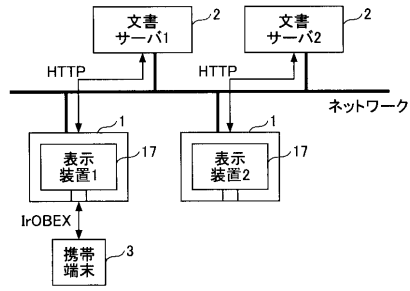 文書
サーバ1
2
文書
サーバ2
2
HTTP
HTTP
ネットワーク
1
表示
装置1
17
1
表示
装置2
17
IrOBEX
携帯
端末
3